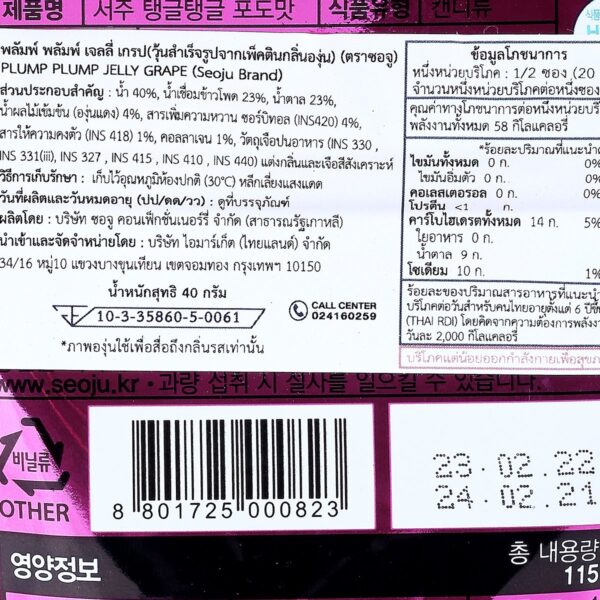 제품명 서주 탱글탱글 포도맛 식품유형 캔디류
พลัมพ์ พลัมพ์ เจลลี่ เกรป(วุ้นสำเร็จรูปจากเพ็คตินกลิ่นองุ่น) (ตราซอจู)
PLUMP PLUMP JELLY GRAPE (Seoju Brand)
ส่วนประกอบสำคัญ : น้ำ 40%, น้ำเชื่อมข้าวโพด 23%, น้ำตาล 23%,
น้ำผลไม้เข้มข้น (องุ่นแดง) 4%, สารเพิ่มความหวาน ซอร์บิทอล (INS420) 4%,
สารให้ความคงตัว (INS 418) 1%, คอลลาเจน 1%, วัตถุเจือปนอาหาร (INS 330 ,
INS 331(iii), INS 327 , INS 415 , INS 410 , INS 440) แต่งกลิ่นและเจือสีสังเคราะห์
วิธีการเก็บรักษา : เก็บไว้อุณหภูมิห้องปกติ (30°C) หลีกเลี่ยงแสงแดด
วันที่ผลิตและวันหมดอายุ (ปป/ดด/วว) : ดูที่บรรจุภัณฑ์
ผลิตโดย : บริษัท ซอจู คอนเฟ็กชั่นเนอร์รี่ จำกัด (สาธารณรัฐเกาหลี)
นำเข้าและจัดจำหน่ายโดย : บริษัท ไอมาร์เก็ต (ไทยแลนด์) จำกัด
34/16 หมู่10 แขวงบางขุนเทียน เขตจอมทอง กรุงเทพฯ 10150
น้ำหนักสุทธิ 40 กรัม
10-3-35860-5-0061
CALL CENTER
024160259
*ภาพองุ่นใช้เพื่อสื่อถึงกลิ่นรสเท่านั้น
ข้อมูลโภชนาการ
หนึ่งหน่วยบริโภค : 1/2 ซอง (20
จำนวนหนึ่งหน่วยบริโภคต่อหนึ่งซอง
คุณค่าทางโภชนาการต่อหนึ่งหน่วยบ
พลังงานทั้งหมด 58 กิโลแคลอรี่
*ร้อยละปริมาณที่แนะนำ
ไขมันทั้งหมด 0 ก. 0%
ไขมันอิ่มตัว 0 ก. 0%
คอเลสเตอรอล 0 ก. 0%
โปรตีน <1 ก.
คาร์โบไฮเดรตทั้งหมด 14 ก. 5%
ใยอาหาร 0 ก. 0%
น้ำตาล 9 ก.
โซเดียม 10 ก. 1%
ร้อยละของปริมาณสารอาหารที่แนะนำ
บริโภคต่อวันสำหรับคนไทยอายุตั้งแต่ 6 ปีขึ้
(THAI RDI) โดยคิดจากความต้องการพลังงา
วันละ 2,000 กิโลแคลอรี่
บริโภคแต่น้อยออกกำลังกายเพื่อสุขภา
www.seoju.kr • 과량 섭취 시 설사를 일으킬 수 있습니다.
비닐류
OTHER
8 801725 000823
23.02.22
24.02.21
영양정보
총 내용량
115